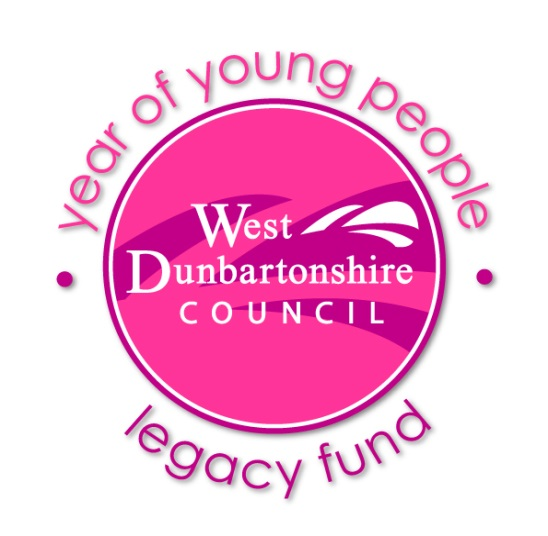 year of young people
West
Dunbartonshire
COUNCIL
legacy fund